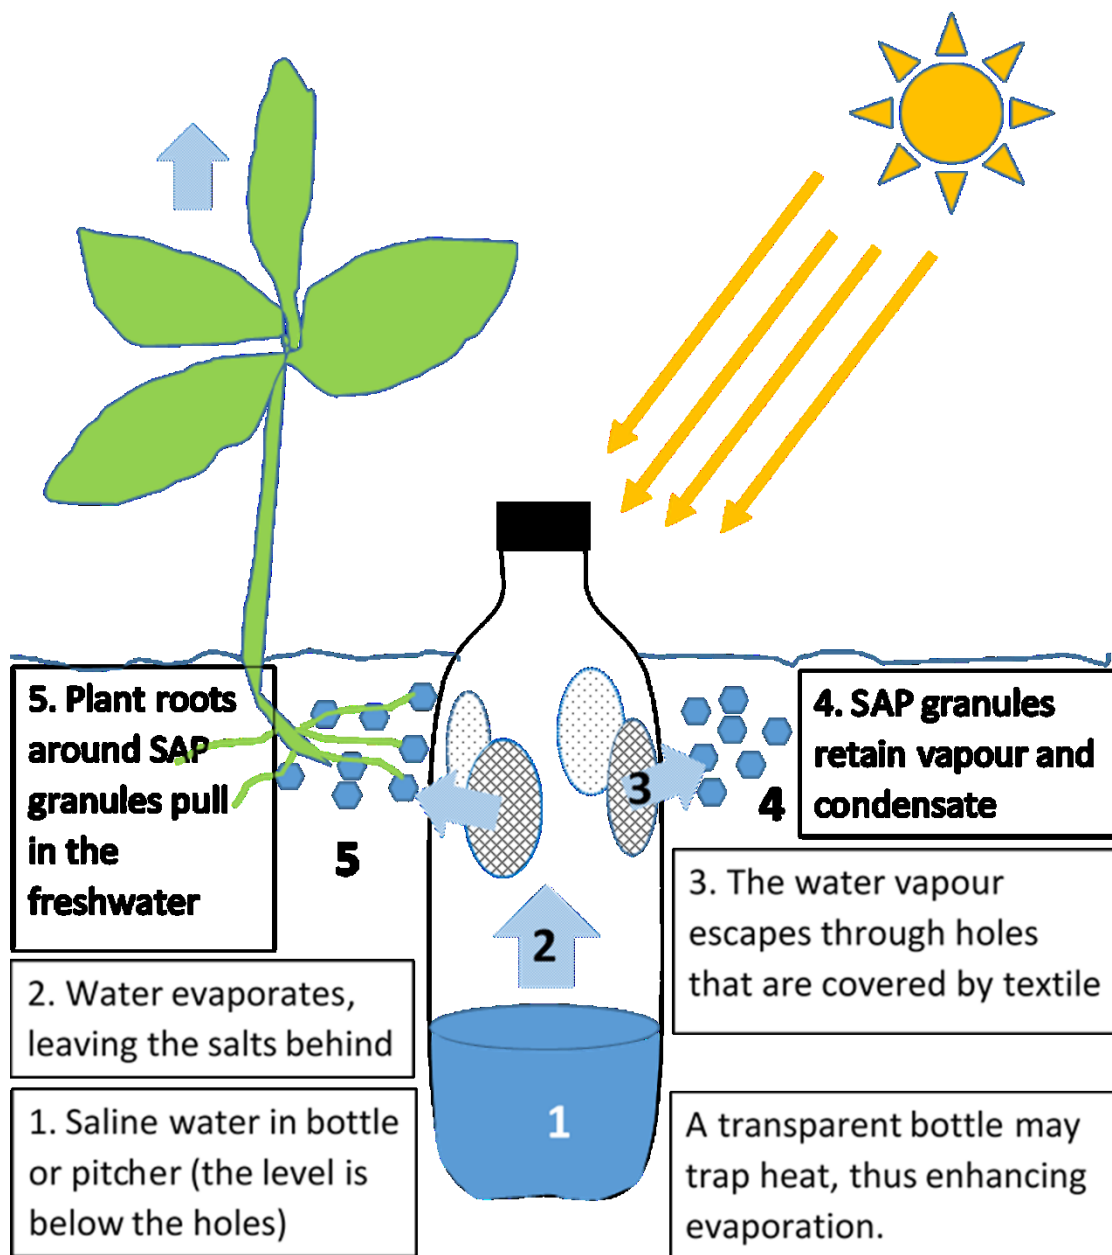 5. Plant roots
around SAP
granules pull
in the
freshwater
4. SAP granules
retain vapour and
condensate
3
4
5
3. The water vapour
escapes through holes
that are covered by textile
2
2. Water evaporates,
leaving the salts behind
1
1. Saline water in bottle
or pitcher (the level is
below the holes)
A transparent bottle may
trap heat, thus enhancing
evaporation.